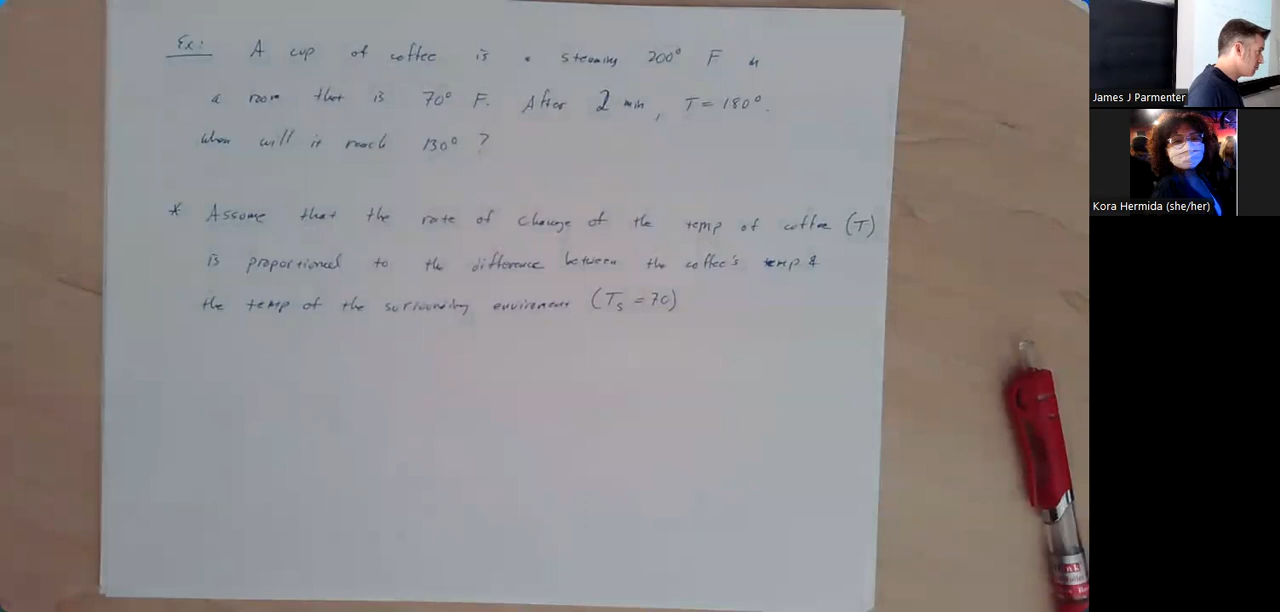 Ex: A cup of coffee is a steaming 200° F in
a room that is 70° F. After 2 min, T = 180°.
When will it reach 130° ?
* Assume that the rate of change of the temp of coffee (T)
is proportional to the difference between the coffee's temp &
the temp of the surrounding environment (Ts = 70)
James J Parmenter
Kora Hermida (she/her)